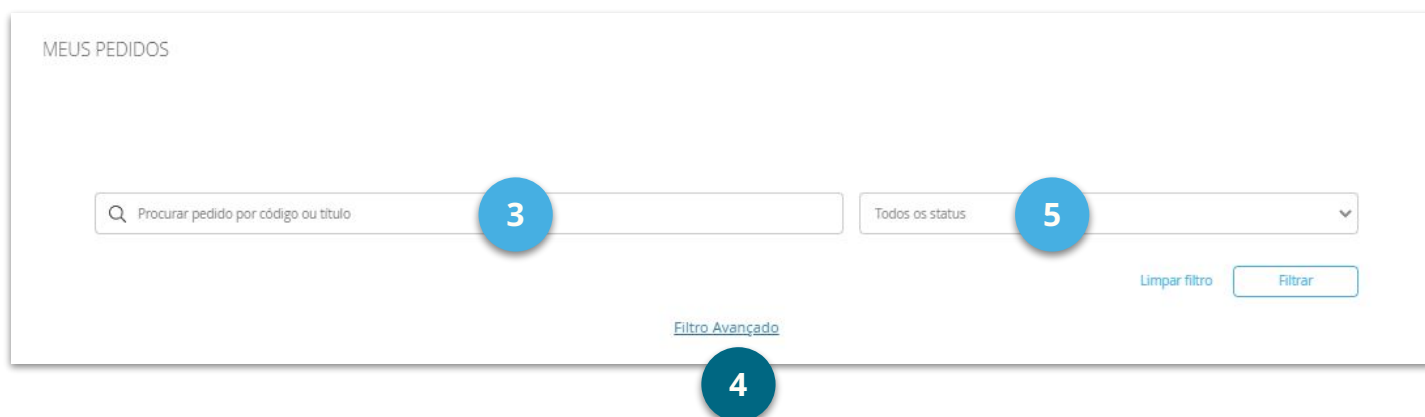 MEUS PEDIDOS
Procurar pedido por código ou título 3 Todos os status 5
Limpar filtro Filtrar
Filtro Avançado
4